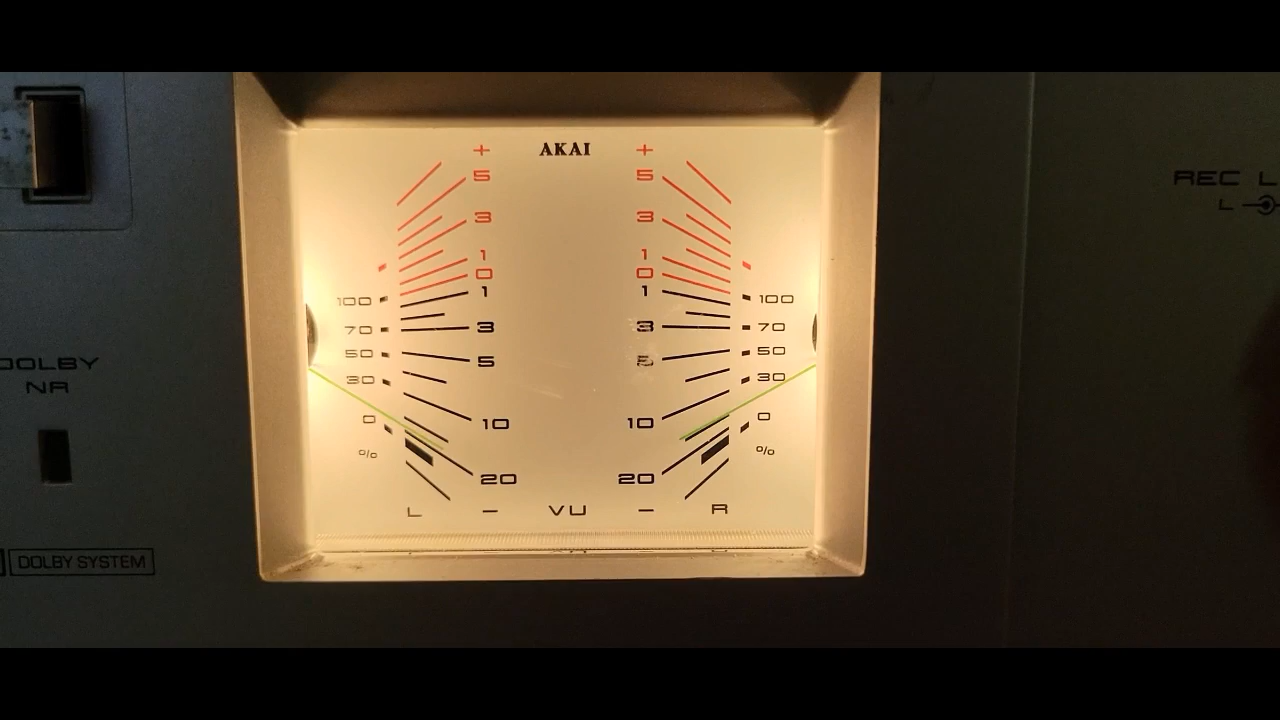 + AKAI +
5 5
3 3
1 1
0 0
100 1 1 100
70 3 3 70
50 5 5 50
30 30
0 10 10 0
% %
20 20
L − VU − R
DOLBY
NR
DOLBY SYSTEM
REC L
L